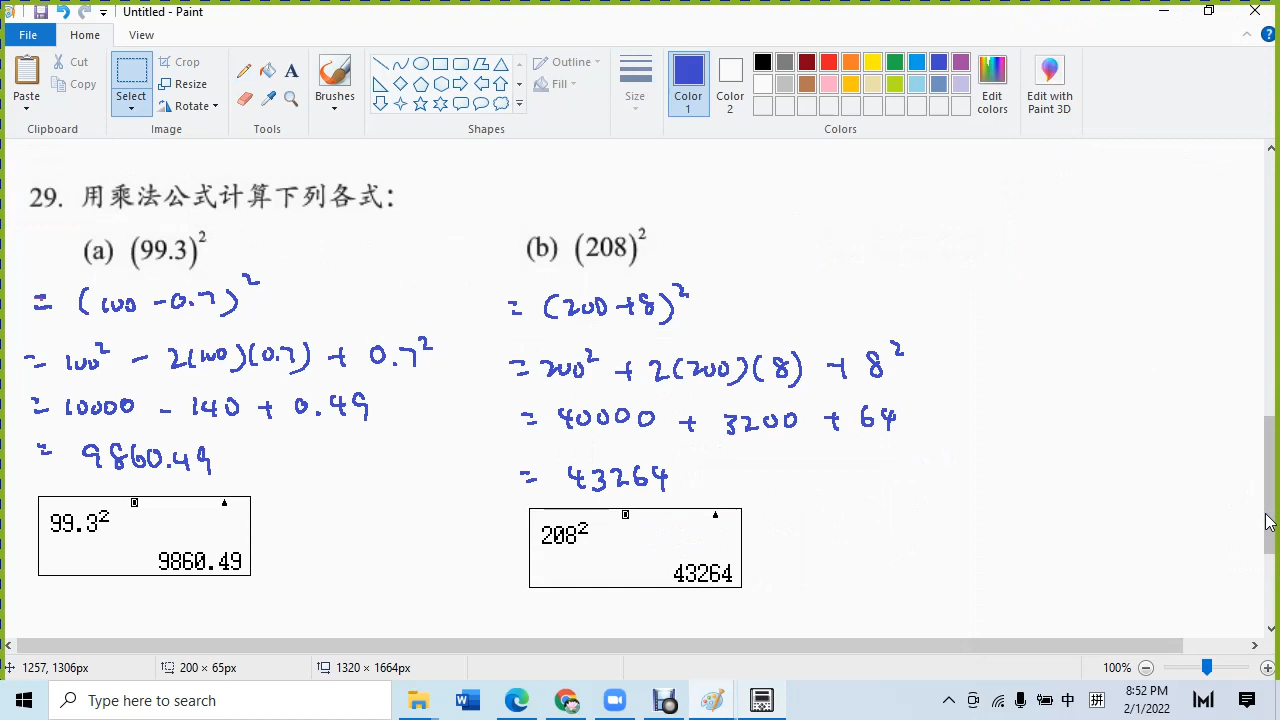 Untitled - Paint
File
Home
View
Paste
Cut
Copy
Clipboard
Select
Crop
Resize
Rotate
Image
A
Tools
Brushes
Outline
Fill
Shapes
Size
Color 1
Color 2
Edit colors
Colors
Edit with Paint 3D
29. 用乘法公式计算下列各式：
(a) (99.3)²
= (100 - 0.7)²
= 100² - 2(100)(0.7) + 0.7²
= 10000 - 140 + 0.49
= 9860.49
99.3²
9860.49
(b) (208)²
= (200 + 8)²
= 200² + 2(200)(8) + 8²
= 40000 + 3200 + 64
= 43264
208²
43264
1257, 1306px
200 × 65px
1320 × 1664px
100%
Type here to search
中
拼
8:52 PM
2/1/2022